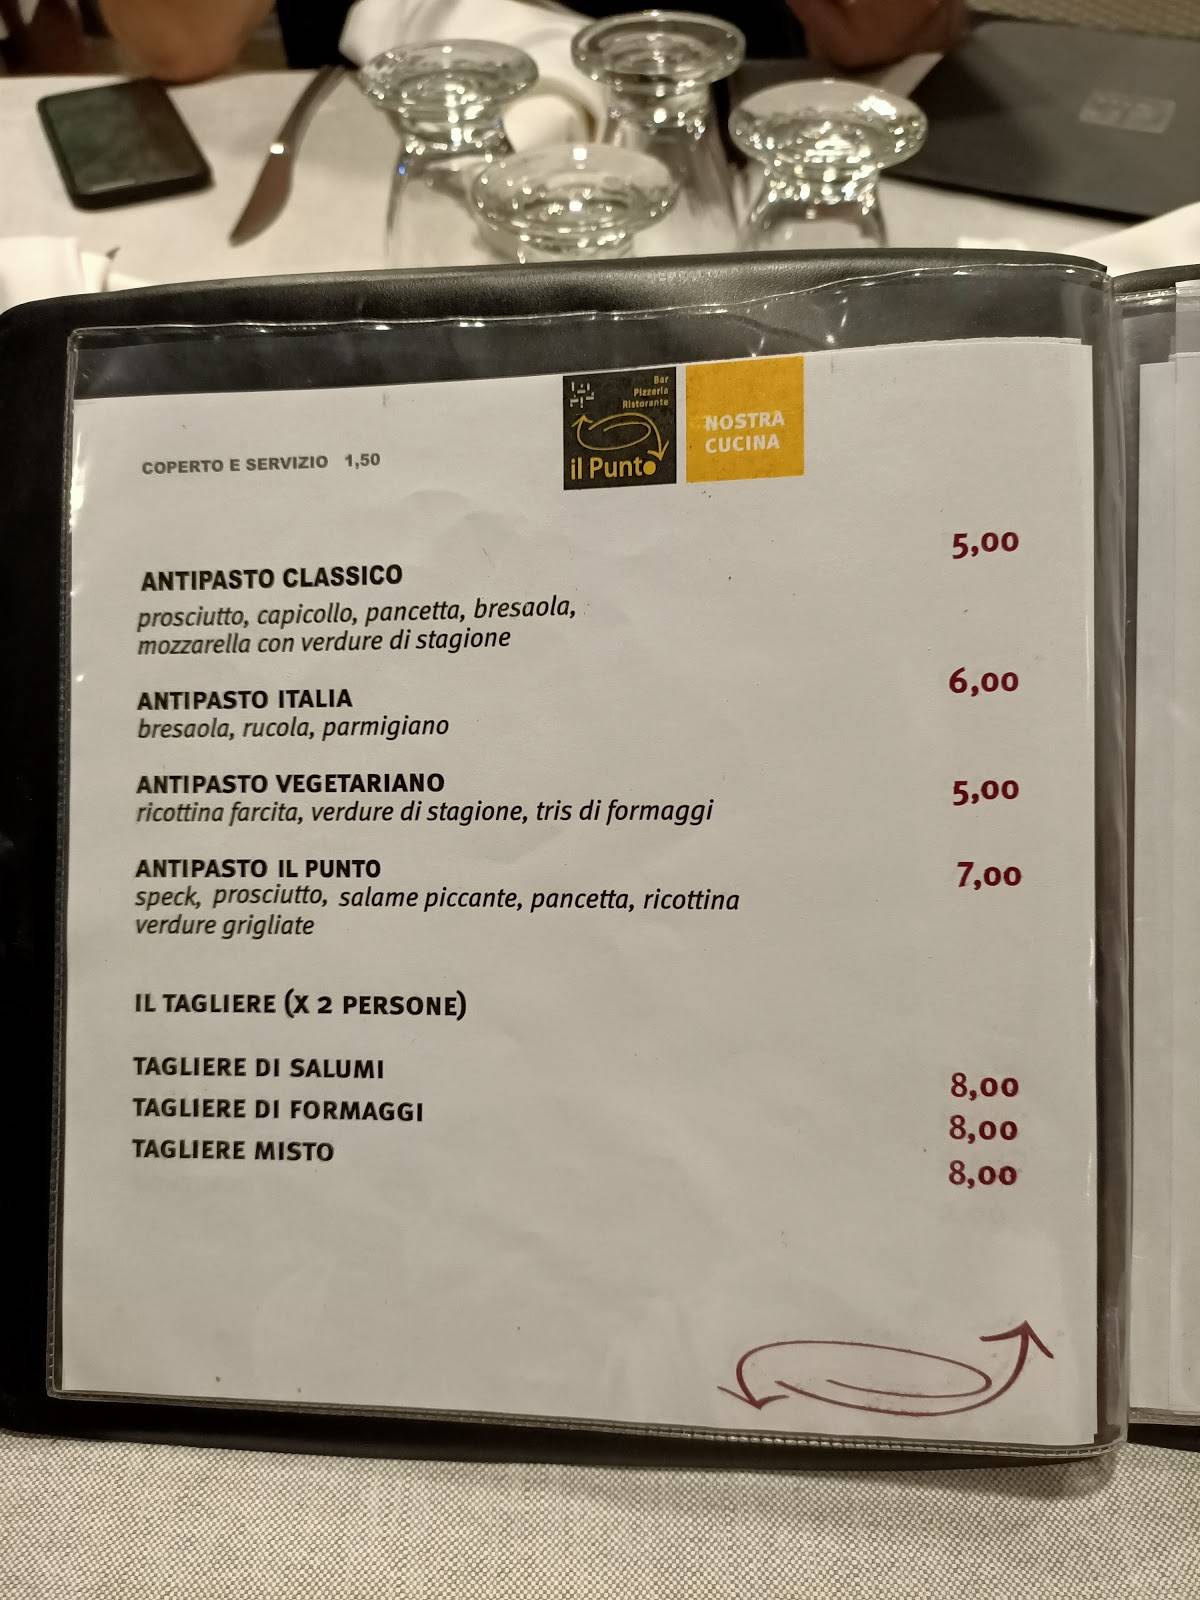 Bar
Pizzeria
Ristorante
il Punto
NOSTRA
CUCINA
COPERTO E SERVIZIO 1,50
5,00
ANTIPASTO CLASSICO
prosciutto, capicollo, pancetta, bresaola,
mozzarella con verdure di stagione
6,00
ANTIPASTO ITALIA
bresaola, rucola, parmigiano
ANTIPASTO VEGETARIANO 5,00
ricottina farcita, verdure di stagione, tris di formaggi
ANTIPASTO IL PUNTO 7,00
speck, prosciutto, salame piccante, pancetta, ricottina
verdure grigliate
IL TAGLIERE (X 2 PERSONE)
TAGLIERE DI SALUMI 8,00
TAGLIERE DI FORMAGGI 8,00
TAGLIERE MISTO 8,00